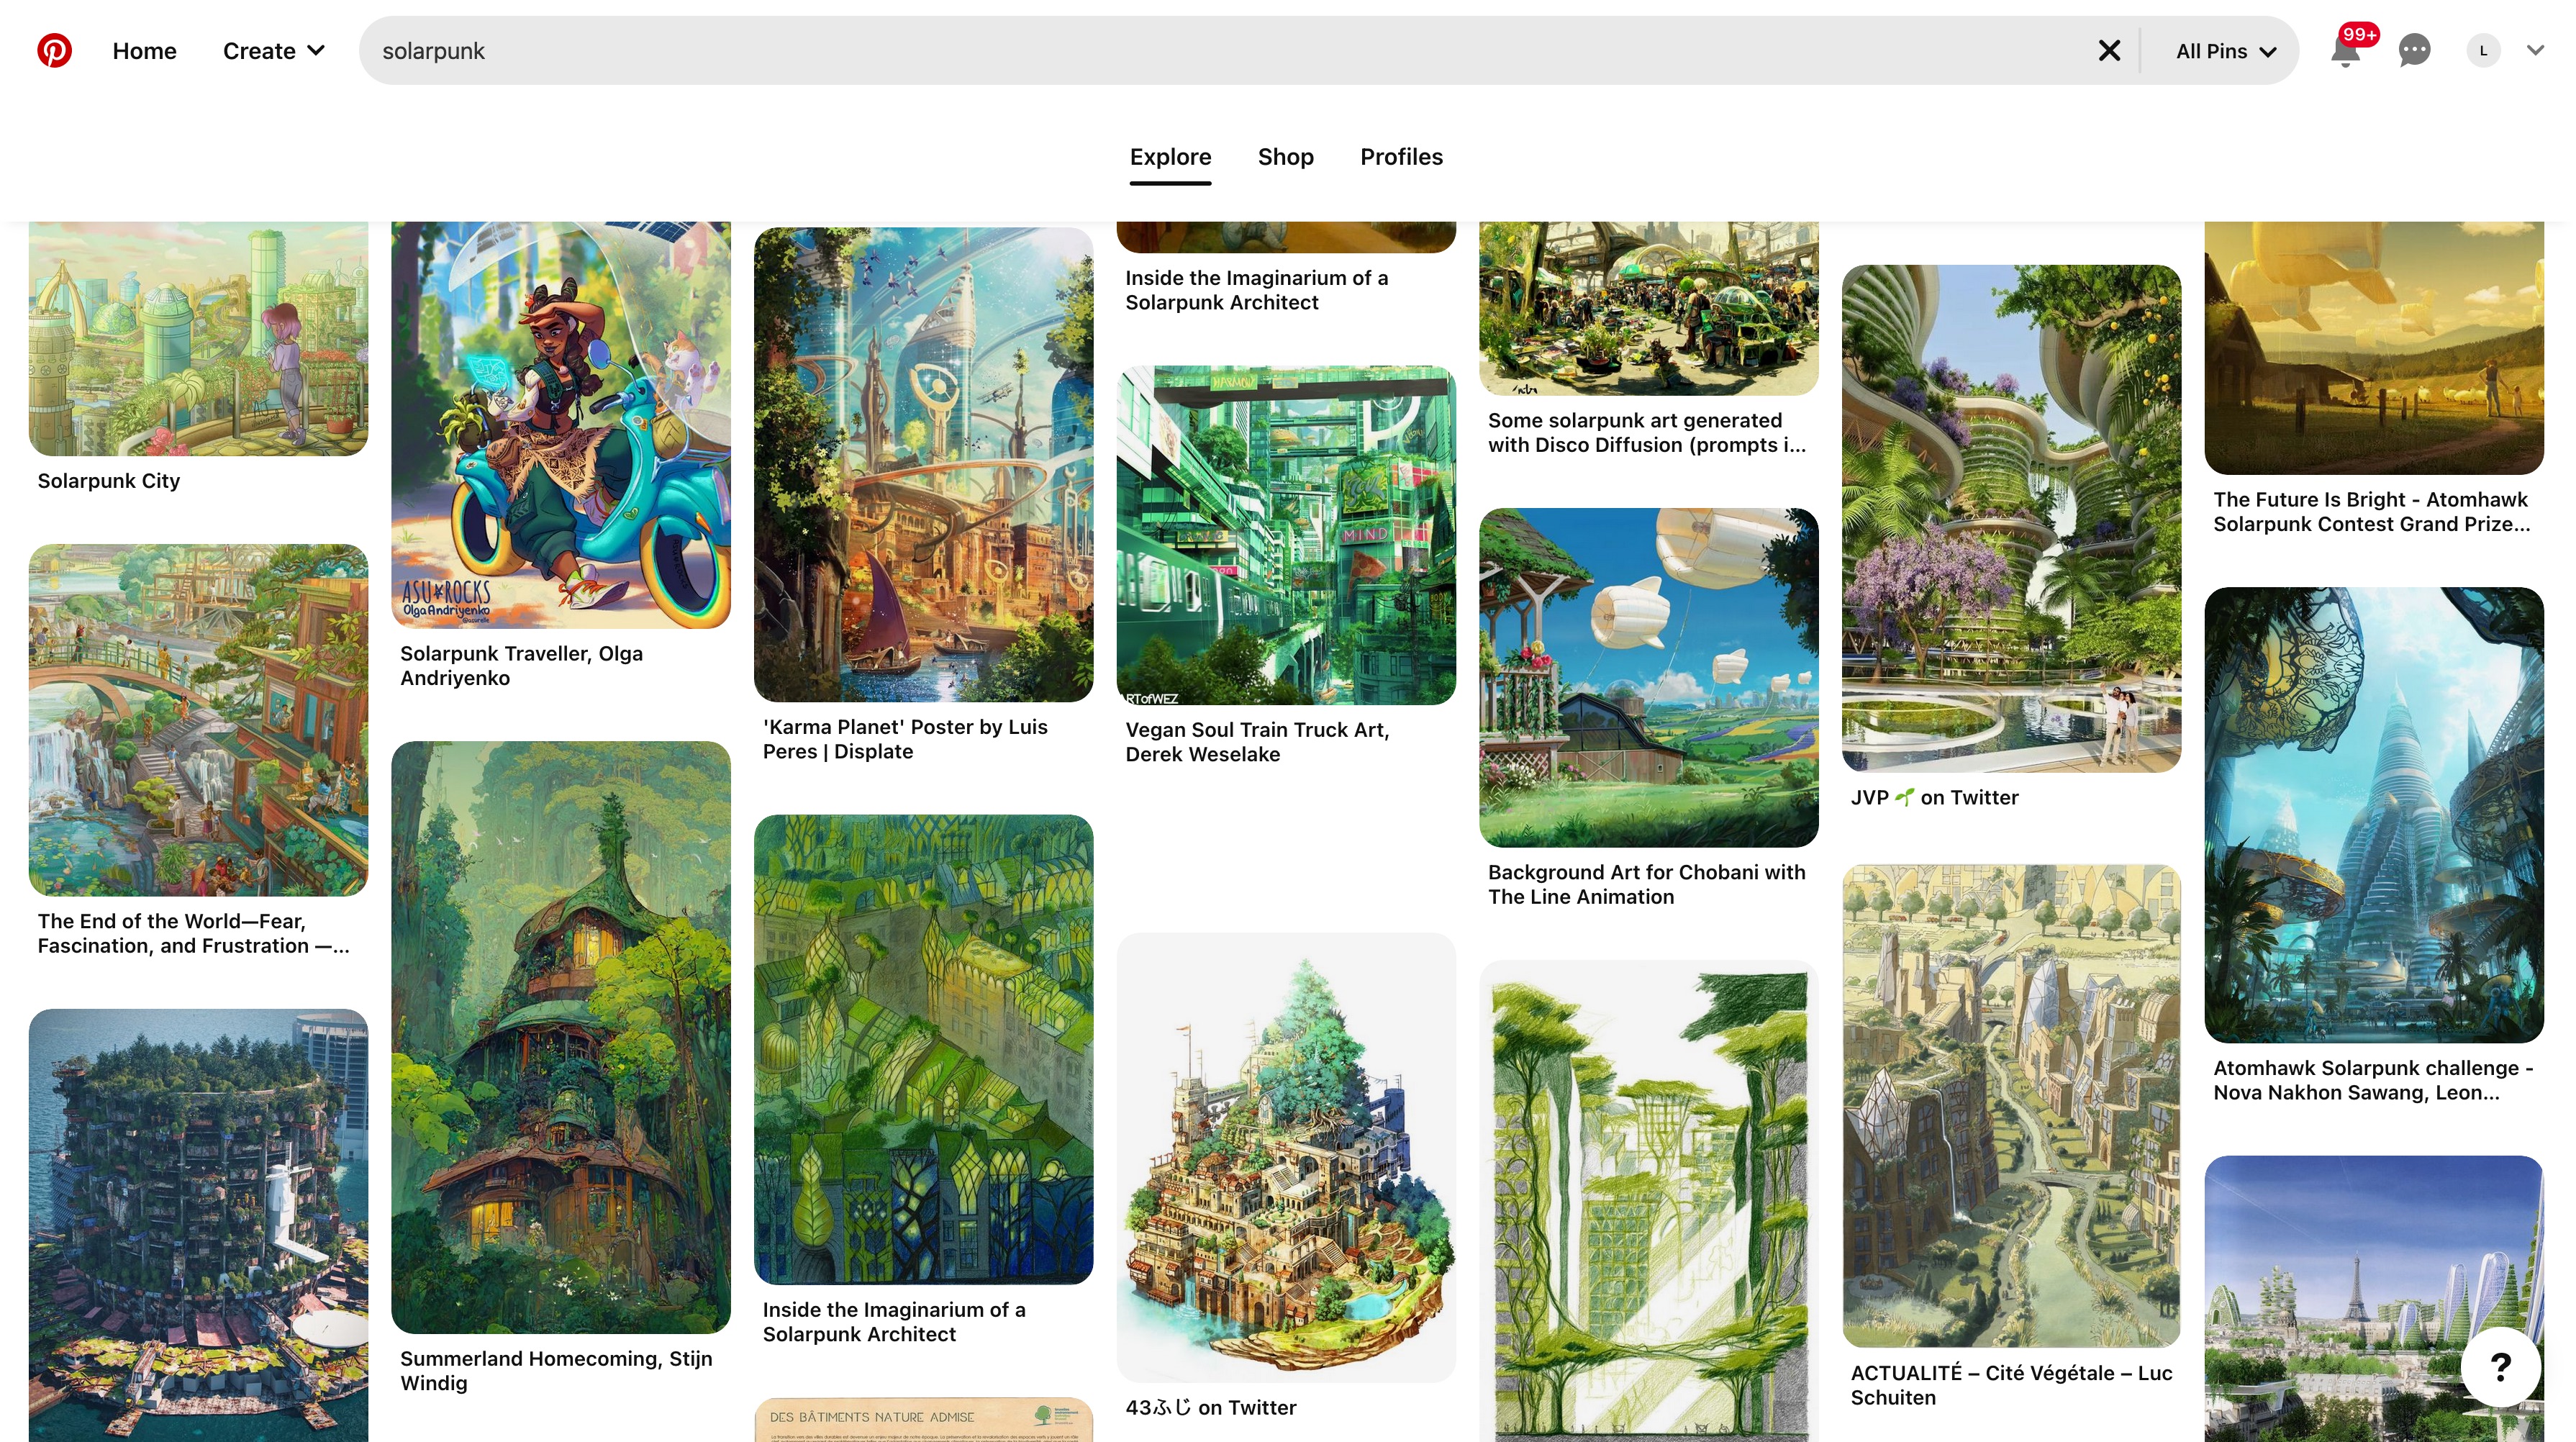 Home
Create
solarpunk
All Pins
99+
L
Explore
Shop
Profiles
Solarpunk City
The End of the World—Fear,
Fascination, and Frustration —...
ASU ROCKS
Olga Andriyenko
Solarpunk Traveller, Olga
Andriyenko
Summerland Homecoming, Stijn
Windig
'Karma Planet' Poster by Luis
Peres | Displate
Inside the Imaginarium of a
Solarpunk Architect
DES BÂTIMENTS NATURE ADMISE
Inside the Imaginarium of a
Solarpunk Architect
HARMONY
MIND
ARTofWEZ
Vegan Soul Train Truck Art,
Derek Weselake
43ふじ on Twitter
Some solarpunk art generated
with Disco Diffusion (prompts i...
Background Art for Chobani with
The Line Animation
JVP 🌱 on Twitter
ACTUALITÉ – Cité Végétale – Luc
Schuiten
The Future Is Bright - Atomhawk
Solarpunk Contest Grand Prize...
Atomhawk Solarpunk challenge -
Nova Nakhon Sawang, Leon...
?